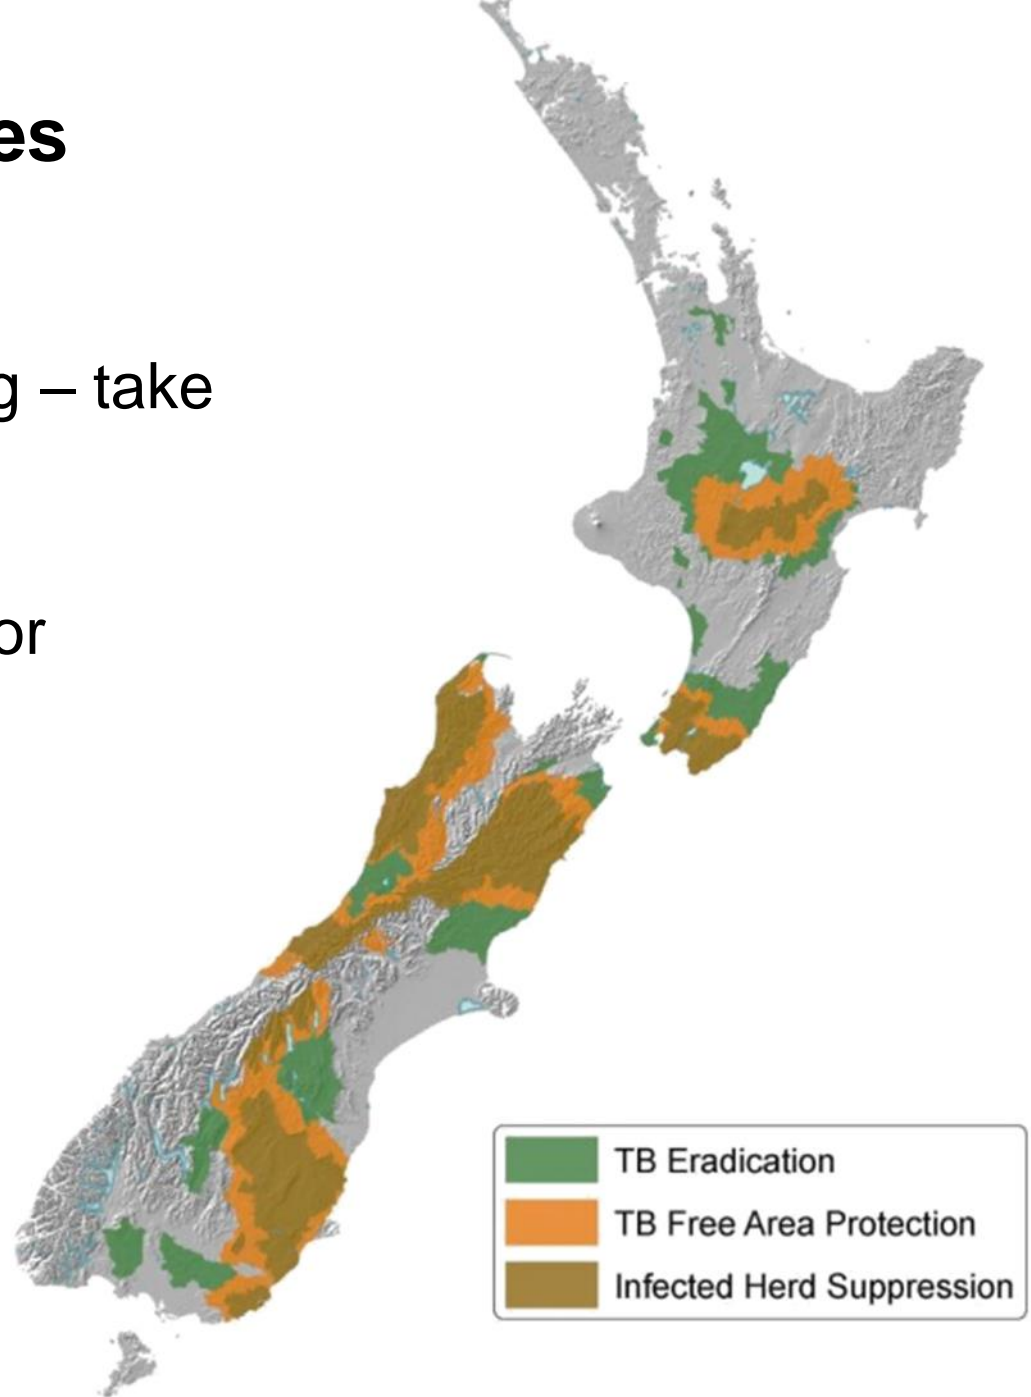 es
g – take
or
TB Eradication
TB Free Area Protection
Infected Herd Suppression